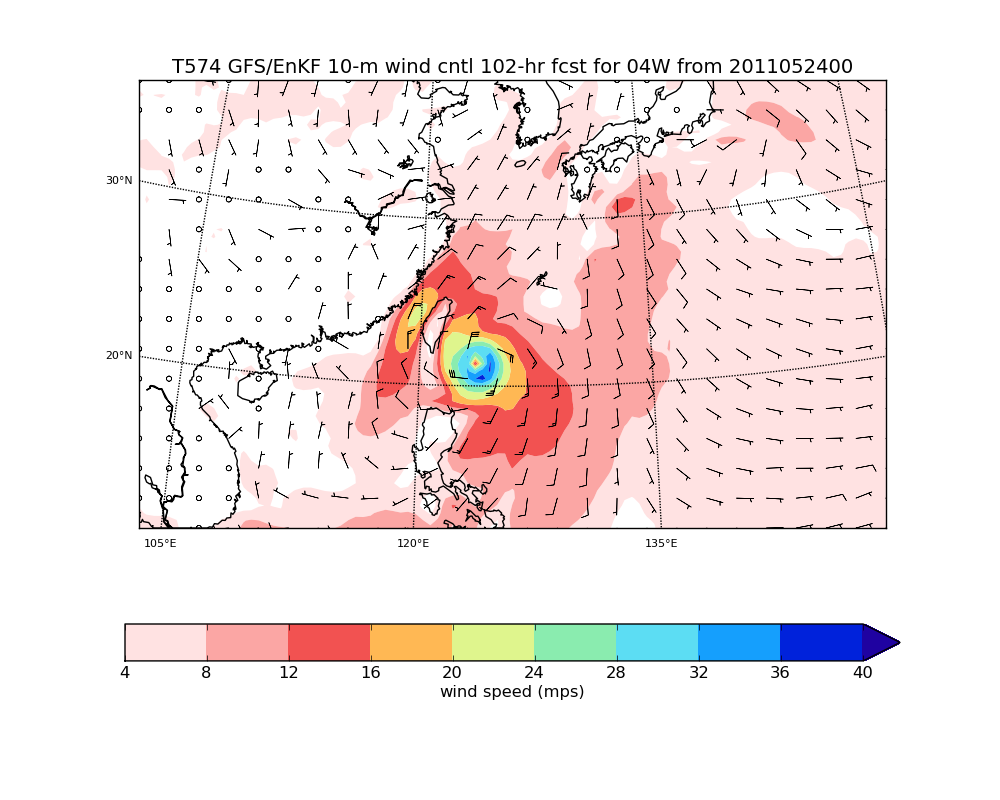 T574 GFS/EnKF 10-m wind cntl 102-hr fcst for 04W from 2011052400
30°N
20°N
105°E 120°E 135°E
4 8 12 16 20 24 28 32 36 40
wind speed (mps)